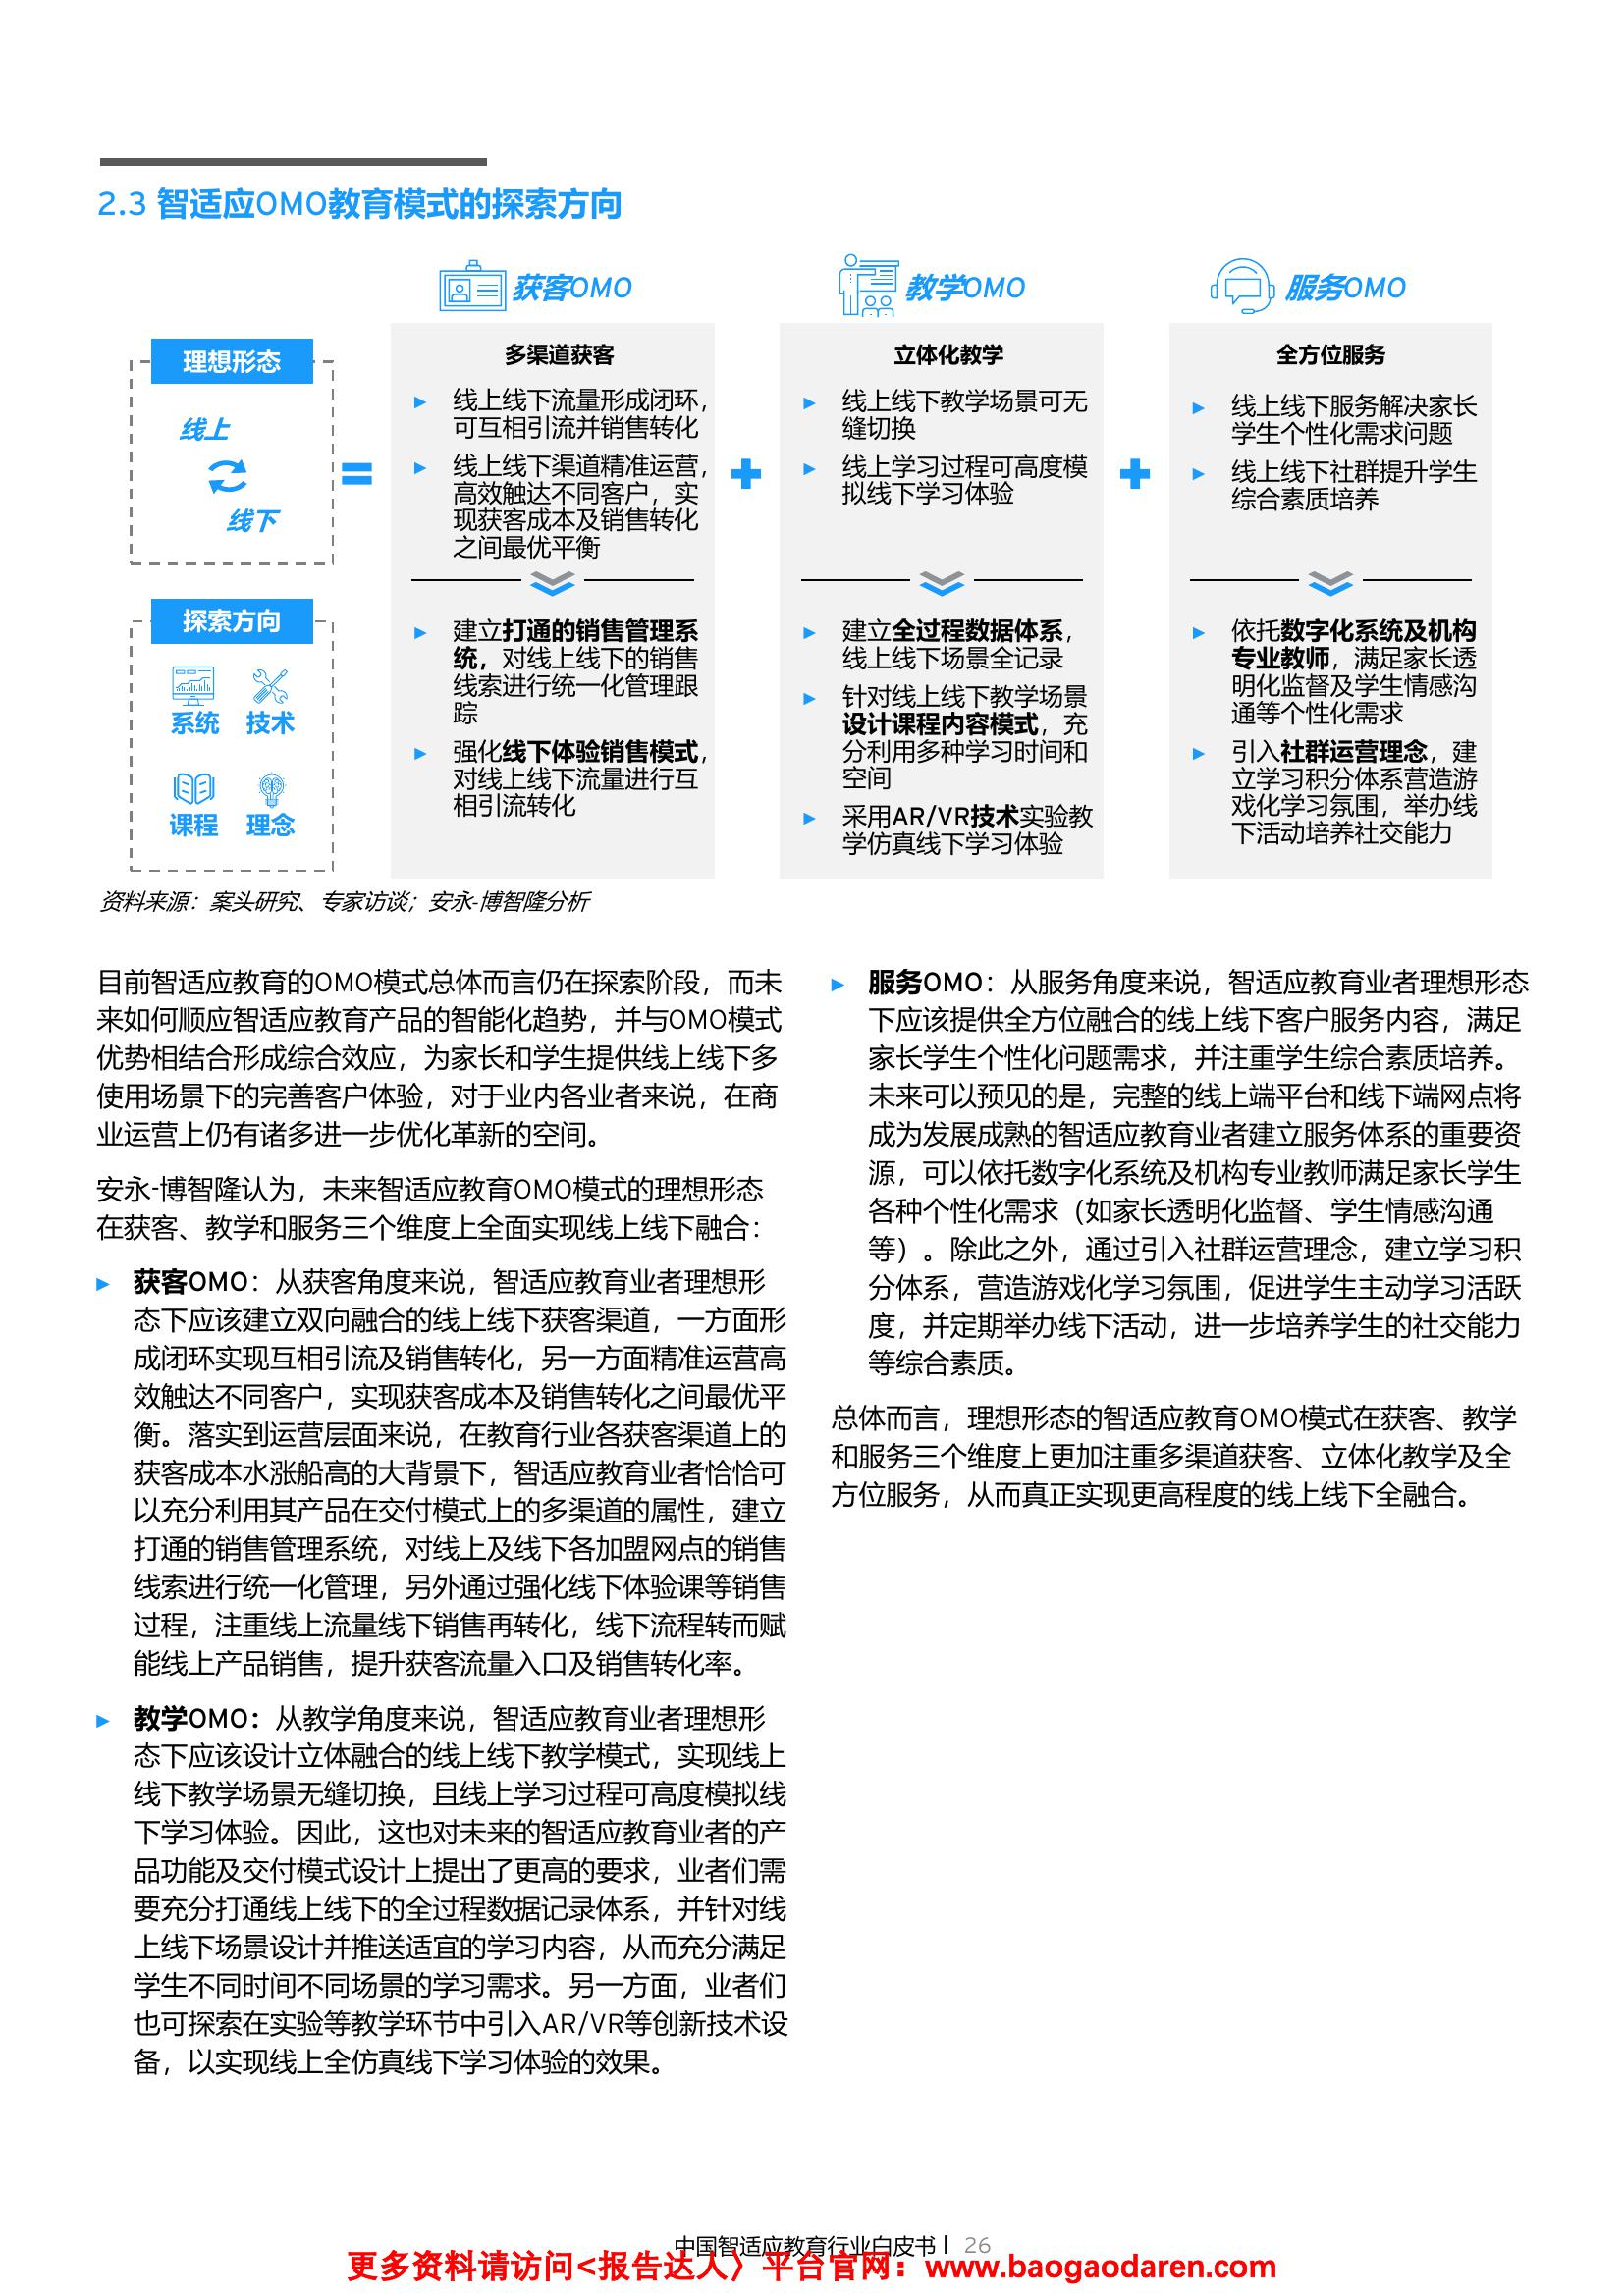 2.3 智适应OMO教育模式的探索方向
获客OMO
教学OMO
服务OMO
理想形态
线上
线下
多渠道获客
线上线下流量形成闭环，
可互相引流并销售转化
线上线下渠道精准运营，
高效触达不同客户，实
现获客成本及销售转化
之间最优平衡
立体化教学
线上线下教学场景可无
缝切换
线上学习过程可高度模
拟线下学习体验
全方位服务
线上线下服务解决家长
学生个性化需求问题
线上线下社群提升学生
综合素质培养
探索方向
系统 技术
课程 理念
建立打通的销售管理系
统，对线上线下的销售
线索进行统一化管理跟
踪
强化线下体验销售模式，
对线上线下流量进行互
相引流转化
建立全过程数据体系，
线上线下场景全记录
针对线上线下教学场景
设计课程内容模式，充
分利用多种学习时间和
空间
采用AR/VR技术实验教
学仿真线下学习体验
依托数字化系统及机构
专业教师，满足家长透
明化监督及学生情感沟
通等个性化需求
引入社群运营理念，建
立学习积分体系营造游
戏化学习氛围，举办线
下活动培养社交能力
资料来源：案头研究、专家访谈；安永-博智隆分析
目前智适应教育的OMO模式总体而言仍在探索阶段，而未
来如何顺应智适应教育产品的智能化趋势，并与OMO模式
优势相结合形成综合效应，为家长和学生提供线上线下多
使用场景下的完善客户体验，对于业内各业者来说，在商
业运营上仍有诸多进一步优化革新的空间。
安永-博智隆认为，未来智适应教育OMO模式的理想形态
在获客、教学和服务三个维度上全面实现线上线下融合：
获客OMO：从获客角度来说，智适应教育业者理想形
态下应该建立双向融合的线上线下获客渠道，一方面形
成闭环实现互相引流及销售转化，另一方面精准运营高
效触达不同客户，实现获客成本及销售转化之间最优平
衡。落实到运营层面来说，在教育行业各获客渠道上的
获客成本水涨船高的大背景下，智适应教育业者恰恰可
以充分利用其产品在交付模式上的多渠道的属性，建立
打通的销售管理系统，对线上及线下各加盟网点的销售
线索进行统一化管理，另外通过强化线下体验课等销售
过程，注重线上流量线下销售再转化，线下流程转而赋
能线上产品销售，提升获客流量入口及销售转化率。
教学OMO：从教学角度来说，智适应教育业者理想形
态下应该设计立体融合的线上线下教学模式，实现线上
线下教学场景无缝切换，且线上学习过程可高度模拟线
下学习体验。因此，这也对未来的智适应教育业者的产
品功能及交付模式设计上提出了更高的要求，业者们需
要充分打通线上线下的全过程数据记录体系，并针对线
上线下场景设计并推送适宜的学习内容，从而充分满足
学生不同时间不同场景的学习需求。另一方面，业者们
也可探索在实验等教学环节中引入AR/VR等创新技术设
备，以实现线上全仿真线下学习体验的效果。
服务OMO：从服务角度来说，智适应教育业者理想形态
下应该提供全方位融合的线上线下客户服务内容，满足
家长学生个性化问题需求，并注重学生综合素质培养。
未来可以预见的是，完整的线上端平台和线下端网点将
成为发展成熟的智适应教育业者建立服务体系的重要资
源，可以依托数字化系统及机构专业教师满足家长学生
各种个性化需求（如家长透明化监督、学生情感沟通
等）。除此之外，通过引入社群运营理念，建立学习积
分体系，营造游戏化学习氛围，促进学生主动学习活跃
度，并定期举办线下活动，进一步培养学生的社交能力
等综合素质。
总体而言，理想形态的智适应教育OMO模式在获客、教学
和服务三个维度上更加注重多渠道获客、立体化教学及全
方位服务，从而真正实现更高程度的线上线下全融合。
中国智适应教育行业白皮书 | 26
更多资料请访问<报告达人〉平台官网：www.baogaodaren.com